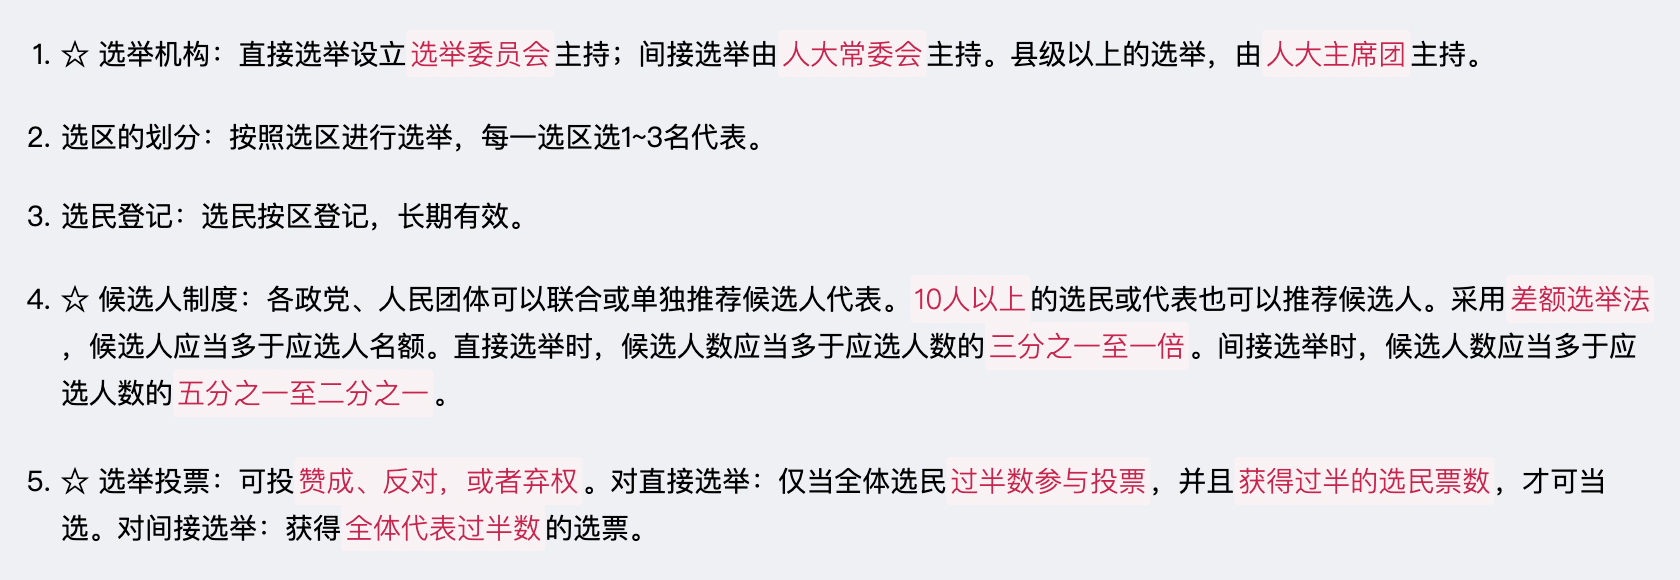 1. ☆ 选举机构：直接选举设立选举委员会主持；间接选举由人大常委会主持。县级以上的选举，由人大主席团主持。
2. 选区的划分：按照选区进行选举，每一选区选1~3名代表。
3. 选民登记：选民按区登记，长期有效。
4. ☆ 候选人制度：各政党、人民团体可以联合或单独推荐候选人代表。10人以上的选民或代表也可以推荐候选人。采用差额选举法
，候选人应当多于应选人名额。直接选举时，候选人数应当多于应选人数的三分之一至一倍。间接选举时，候选人数应当多于应
选人数的五分之一至二分之一。
5. ☆ 选举投票：可投赞成、反对，或者弃权。对直接选举：仅当全体选民过半数参与投票，并且获得过半的选民票数，才可当
选。对间接选举：获得全体代表过半数的选票。